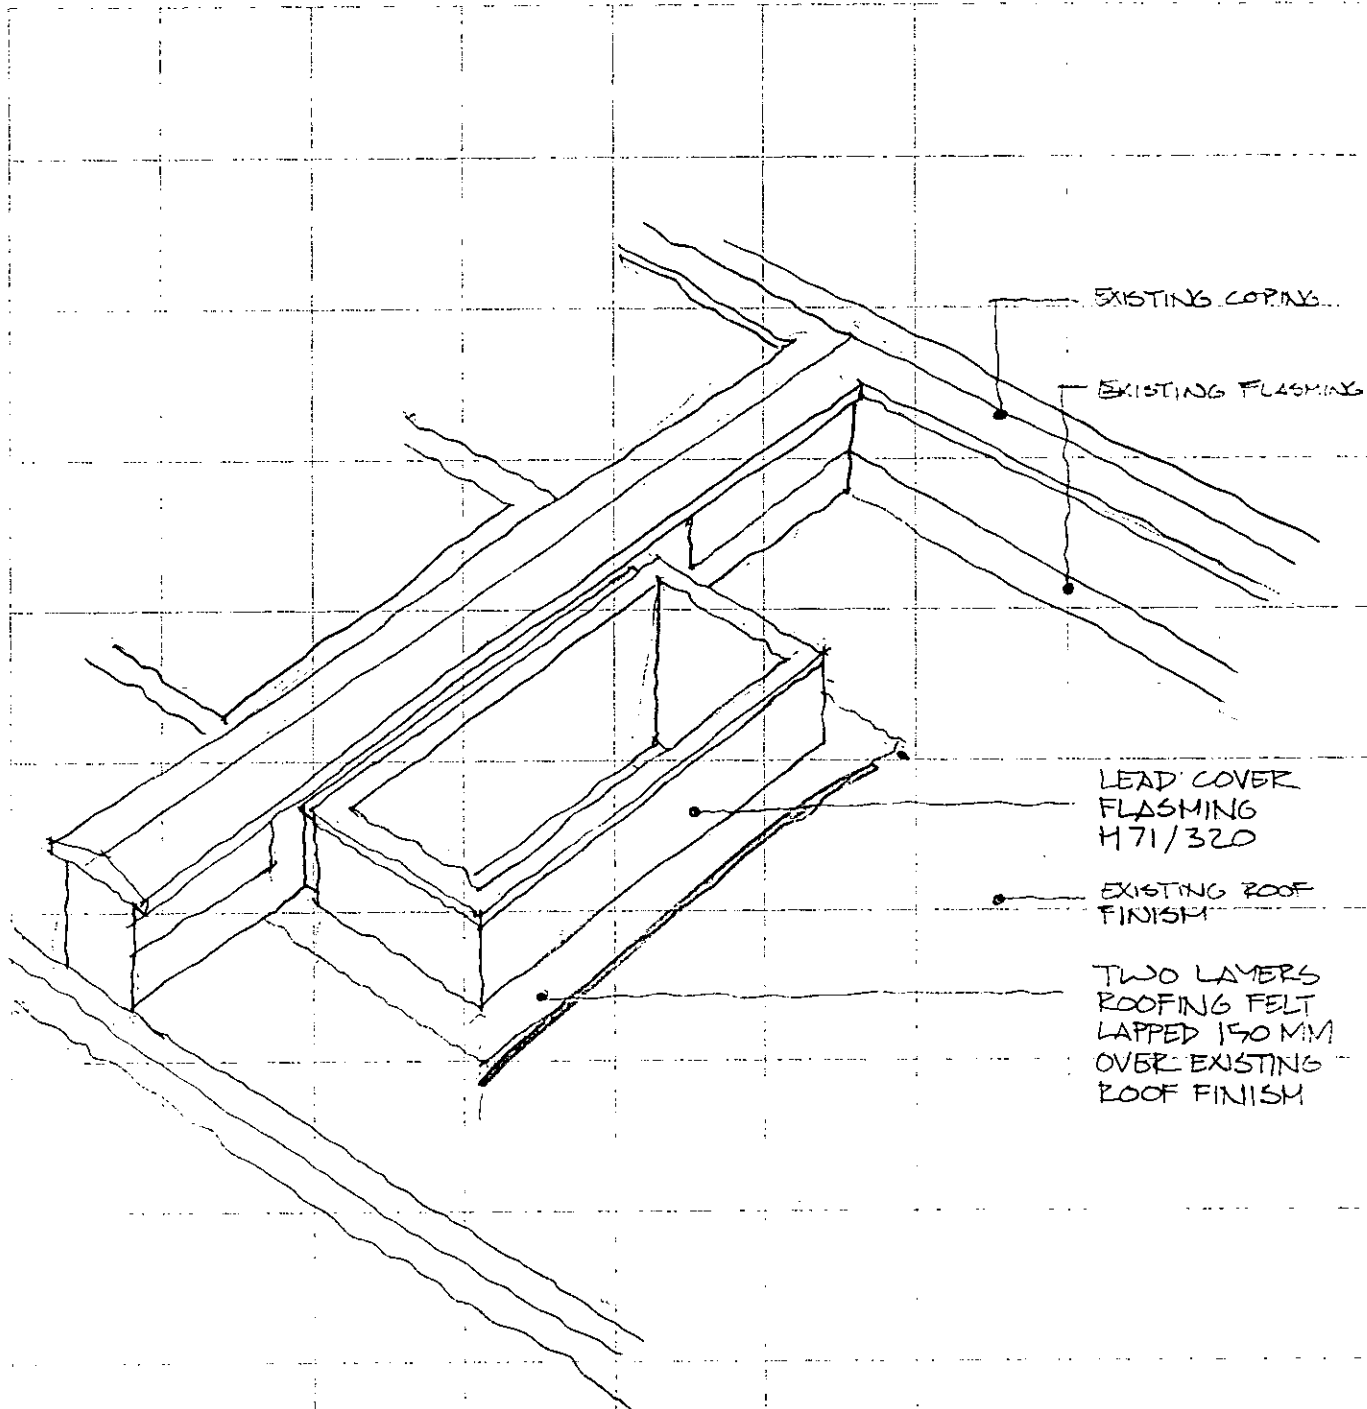 EXISTING COPING
EXISTING FLASHING
LEAD COVER
FLASHING
H71/320
EXISTING ROOF
FINISH
TWO LAYERS
ROOFING FELT
LAPPED 150 MM
OVER EXISTING
ROOF FINISH